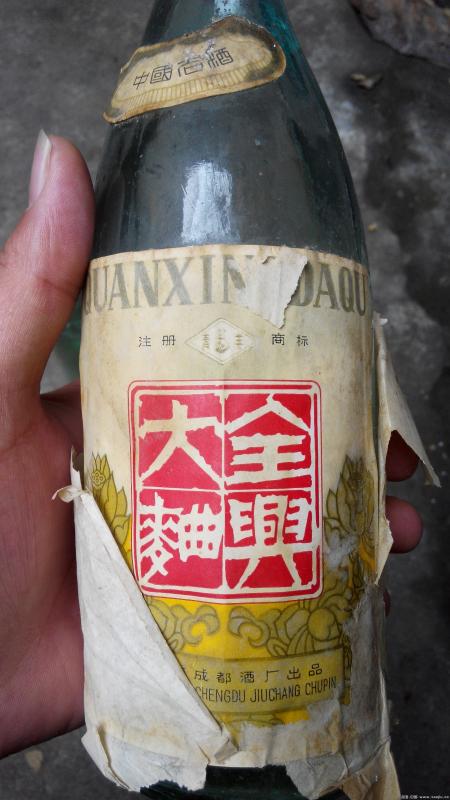 中國名酒
QUANXIN DAQU
注册 商标
全興
大麯
成都酒厂出品
CHENGDU JIUCHANG CHUPIN